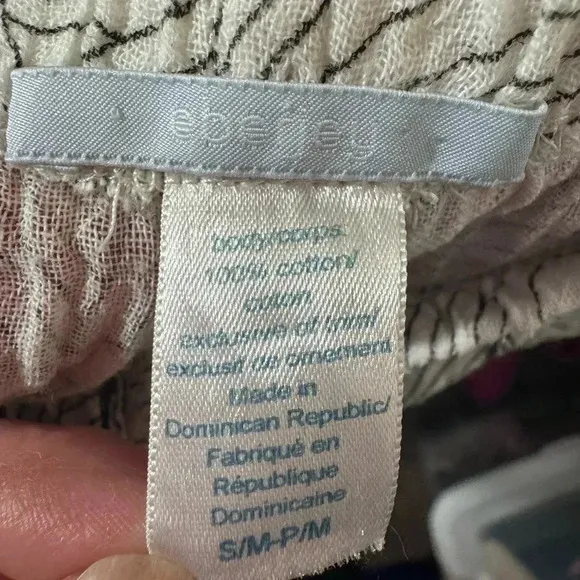 eberjey
body/corps
100% cotton/
coton
exclusive of trim/
exclusif de ornement
Made in
Dominican Republic/
Fabriqué en
République
Dominicaine
S/M-P/M